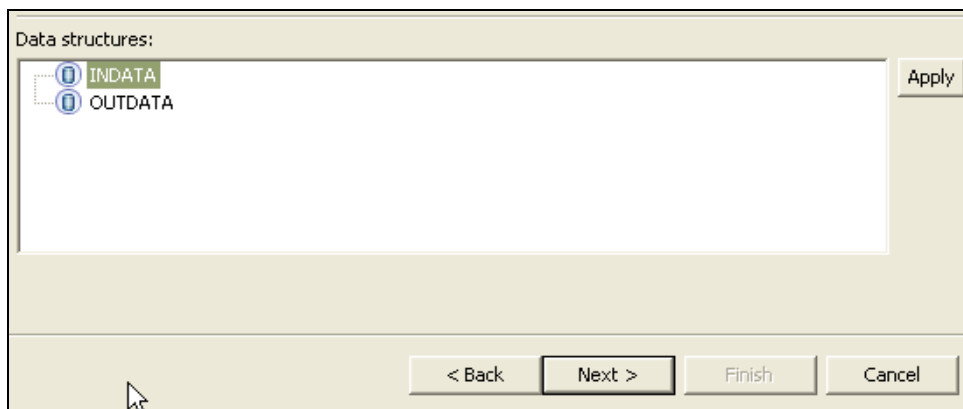 Data structures:
INDATA
Apply
OUTDATA
< Back
Next >
Finish
Cancel